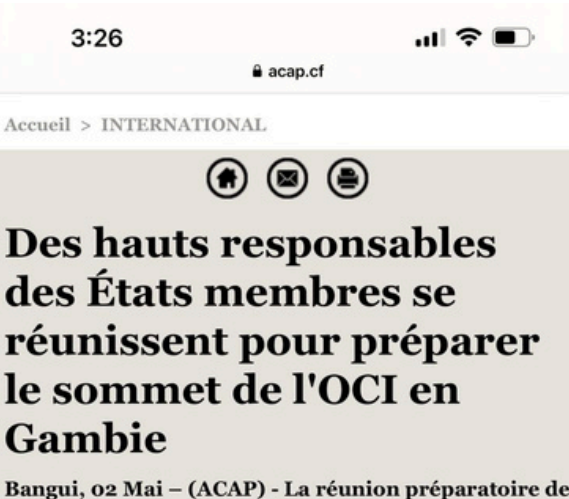 3:26
acap.cf
Accueil > INTERNATIONAL
Des hauts responsables
des États membres se
réunissent pour préparer
le sommet de l'OCI en
Gambie
Bangui, 02 Mai – (ACAP) - La réunion préparatoire de